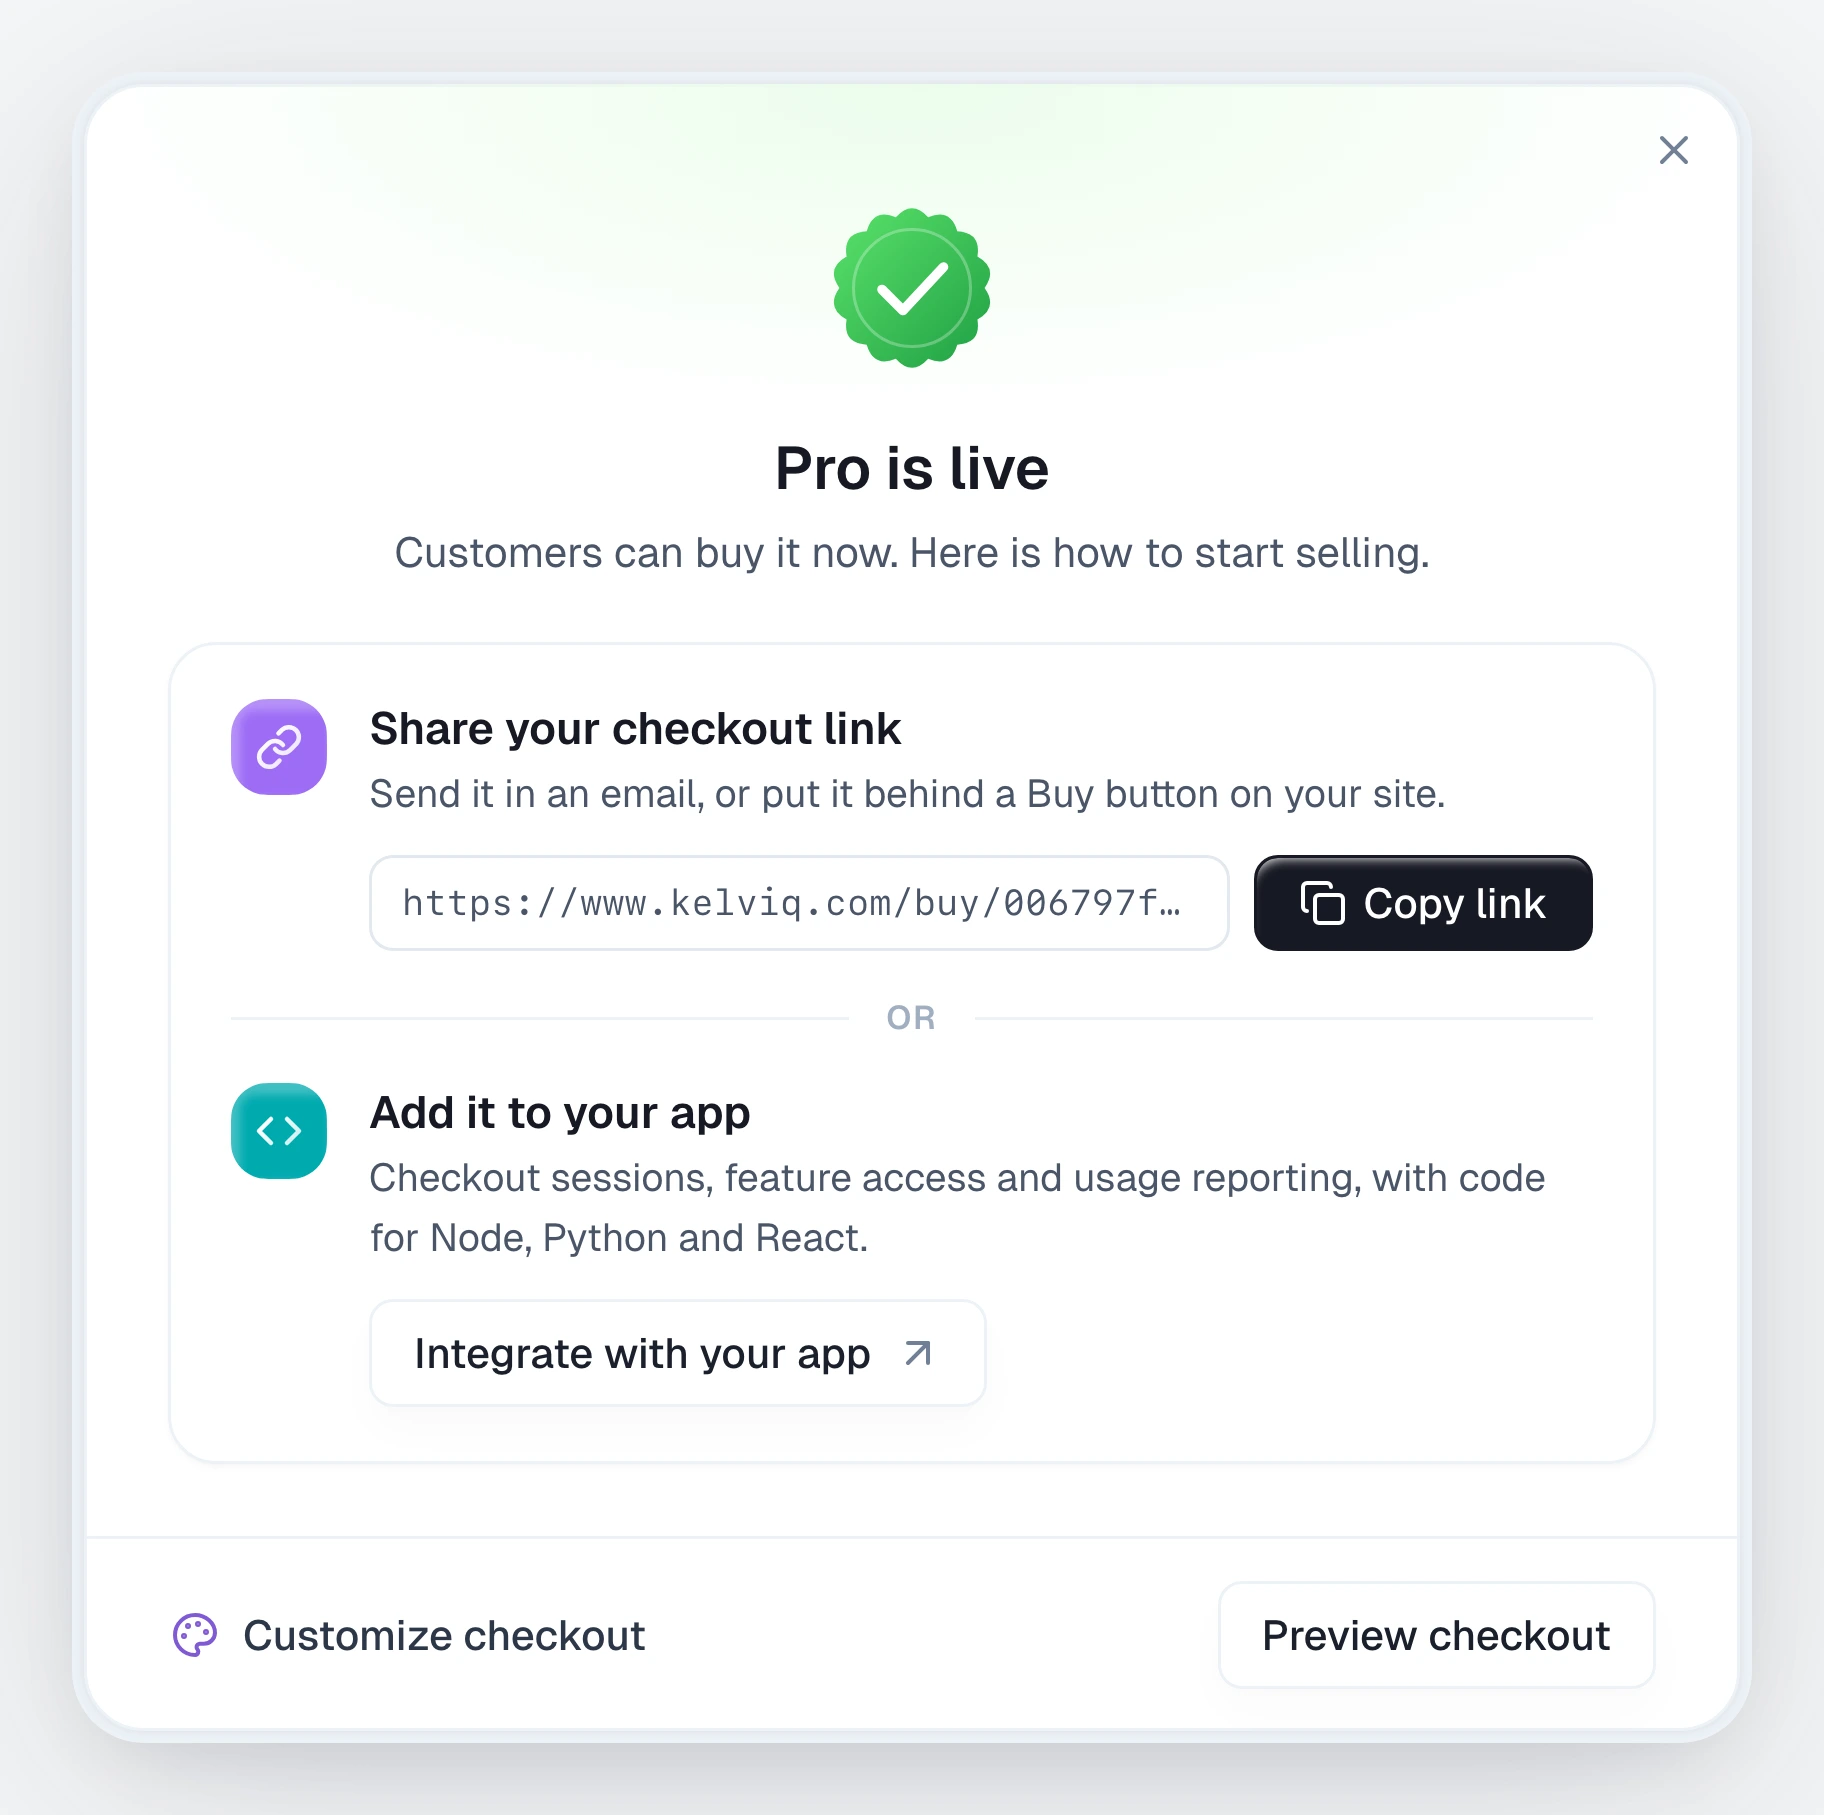 Pro is live
Customers can buy it now. Here is how to start selling.
Share your checkout link
Send it in an email, or put it behind a Buy button on your site.
https://www.kelviq.com/buy/006797f…
Copy link
OR
Add it to your app
Checkout sessions, feature access and usage reporting, with code
for Node, Python and React.
Integrate with your app
Customize checkout
Preview checkout